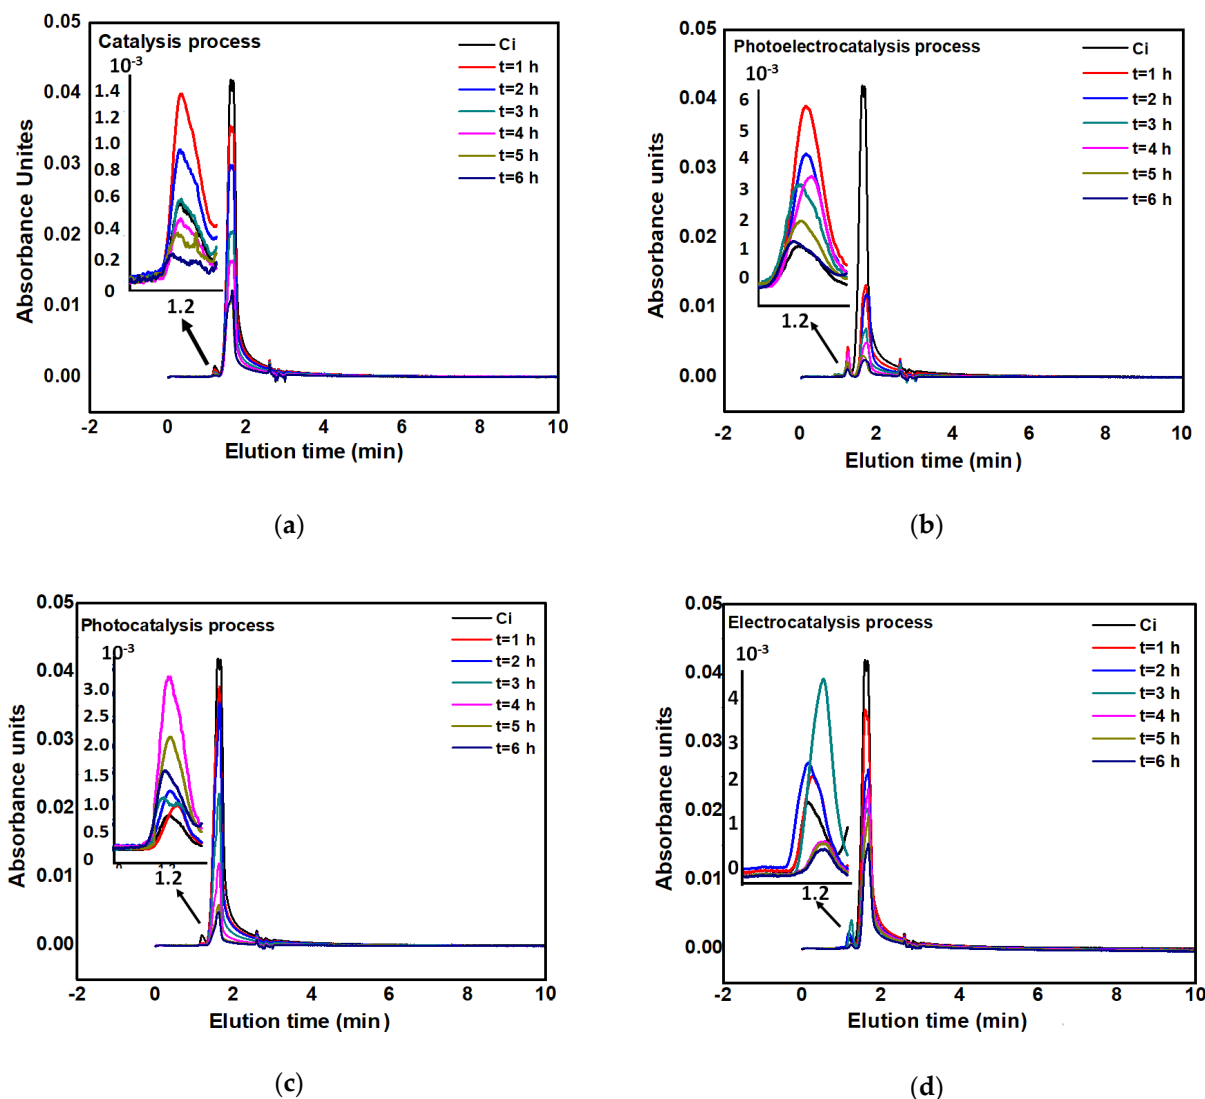 0.05
Catalysis process
Ci
10-3
t=1 h
1.4
t=2 h
0.04
1.2
t=3 h
1.0
t=4 h
0.8
t=5 h
0.03
0.6
t=6 h
0.4
0.02
0.2
0
1.2
0.01
0.00
-2
0
2
4
6
8
10
Absorbance Unites
Elution time (min)
(a)
0.05
Photoelectrocatalysis process
Ci
10-3
t=1 h
6
t=2 h
0.04
5
t=3 h
4
t=4 h
3
0.03
t=5 h
2
t=6 h
1
0
0.02
1.2
0.01
0.00
-2
0
2
4
6
8
10
Absorbance units
Elution time (min)
(b)
0.05
Ci
Photocatalysis process
t=1 h
10-3
t=2 h
0.04
3.0
t=3 h
2.5
t=4 h
2.0
t=5 h
0.03
1.5
t=6 h
1.0
0.5
0.02
0
1.2
1.2
0.01
0.00
-2
0
2
4
6
8
10
Absorbance units
Elution time (min)
(c)
0.05
Electrocatalysis process
Ci
10-3
t=1 h
t=2 h
0.04
4
t=3 h
3
t=4 h
0.03
2
t=5 h
1
t=6 h
0
0.02
1.2
0.01
0.00
-2
0
2
4
6
8
10
Absorbance units
Elution time (min)
(d)